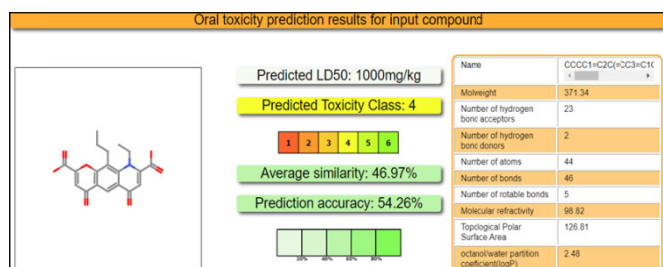 Oral toxicity prediction results for input compound
Predicted LD50: 1000mg/kg
Predicted Toxicity Class: 4
1 2 3 4 5 6
Average similarity: 46.97%
Prediction accuracy: 54.26%
20% 40% 60% 80%
Name CCCC1=C2C(=CC3=C1(
Molweight 371.34
Number of hydrogen
bond acceptors 23
Number of hydrogen
bond donors 2
Number of atoms 44
Number of bonds 46
Number of rotable bonds 5
Molecular refractivity 98.82
Topological Polar
Surface Area 126.81
octanol/water partition
coefficient(logP) 2.48